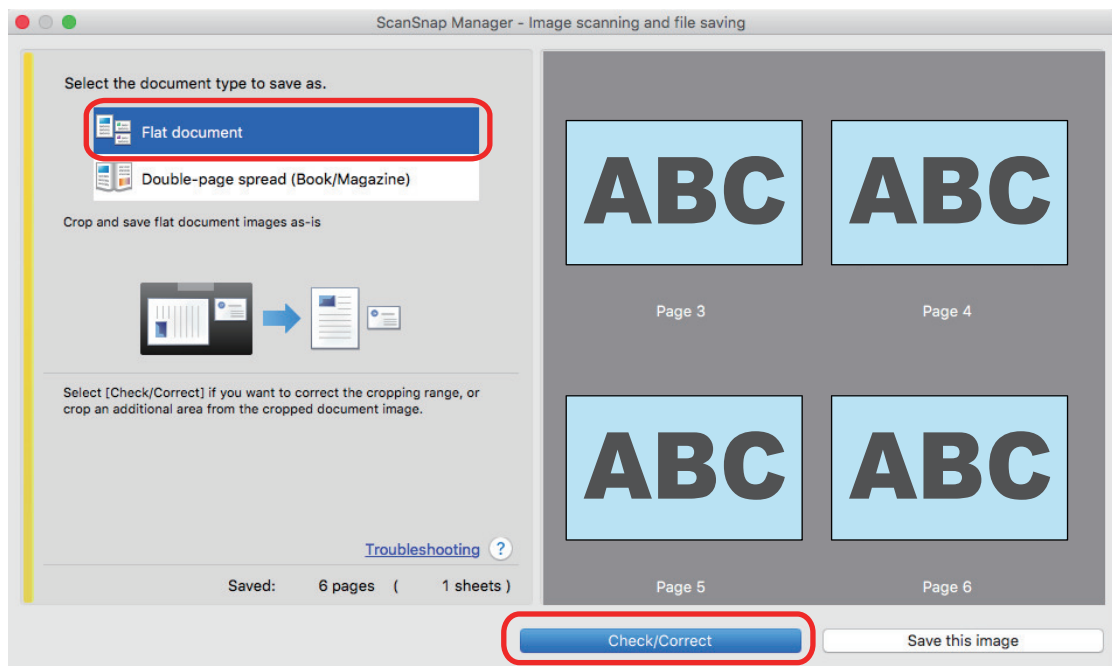 ScanSnap Manager - Image scanning and file saving
Select the document type to save as.
Flat document
Double-page spread (Book/Magazine)
Crop and save flat document images as-is
Select [Check/Correct] if you want to correct the cropping range, or
crop an additional area from the cropped document image.
Troubleshooting ?
Saved: 6 pages ( 1 sheets )
ABC ABC
Page 3 Page 4
ABC ABC
Page 5 Page 6
Check/Correct Save this image